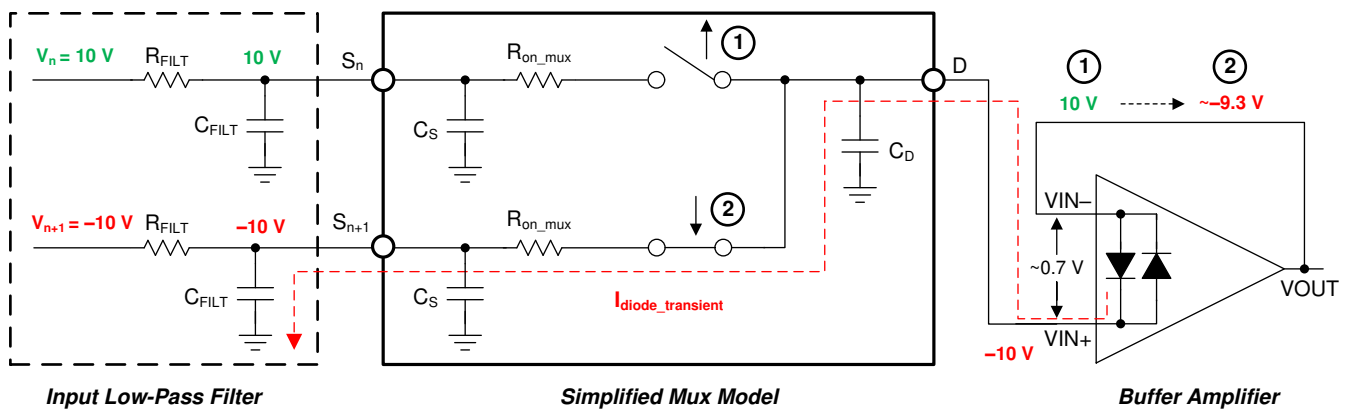 Vn = 10 V
RFILT
10 V
Sn
Ron_mux
1
D
1
2
10 V
~–9.3 V
CFILT
CS
CD
Vn+1 = –10 V
RFILT
–10 V
Sn+1
Ron_mux
2
VIN–
~0.7 V
CFILT
CS
Idiode_transient
VIN+
–10 V
VOUT
Input Low-Pass Filter
Simplified Mux Model
Buffer Amplifier